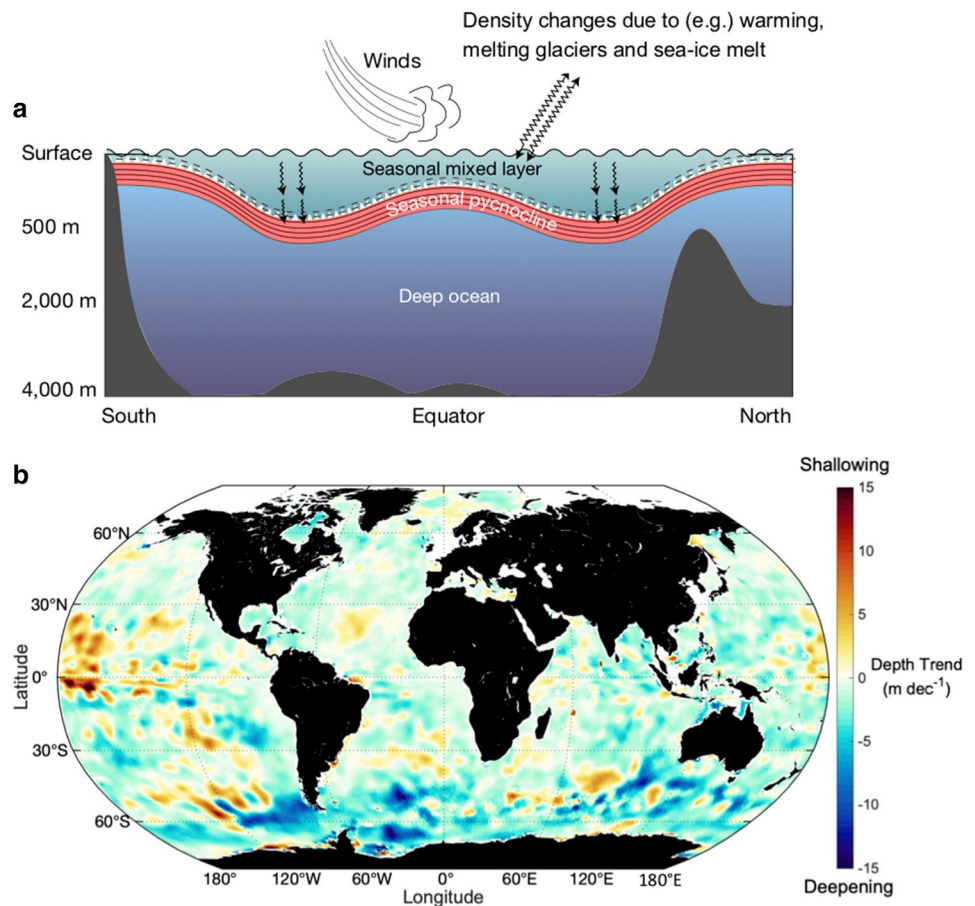 Density changes due to (e.g.) warming,
melting glaciers and sea-ice melt
Winds
a
Surface
Seasonal mixed layer
Seasonal pycnocline
500 m
2,000 m
Deep ocean
4,000 m
South
Equator
North
b
Shallowing
15
60°N
10
30°N
5
Latitude
0°
0
Depth Trend
(m dec-1)
30°S
-5
60°S
-10
-15
180°
120°W
60°W
0°
60°E
120°E
180°E
Longitude
Deepening